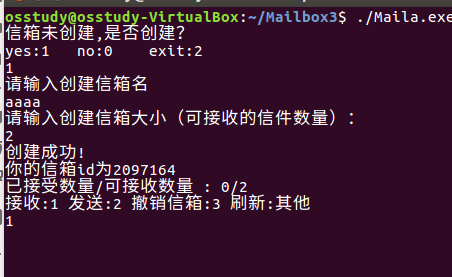 osstudy@osstudy-VirtualBox:~/Mailbox3$ ./Maila.exe
信箱未创建,是否创建?
yes:1 no:0 exit:2
1
请输入创建信箱名
aaaa
请输入创建信箱大小（可接收的信件数量）:
2
创建成功!
你的信箱id为2097164
已接受数量/可接收数量 : 0/2
接收:1 发送:2 撤销信箱:3 刷新:其他
1